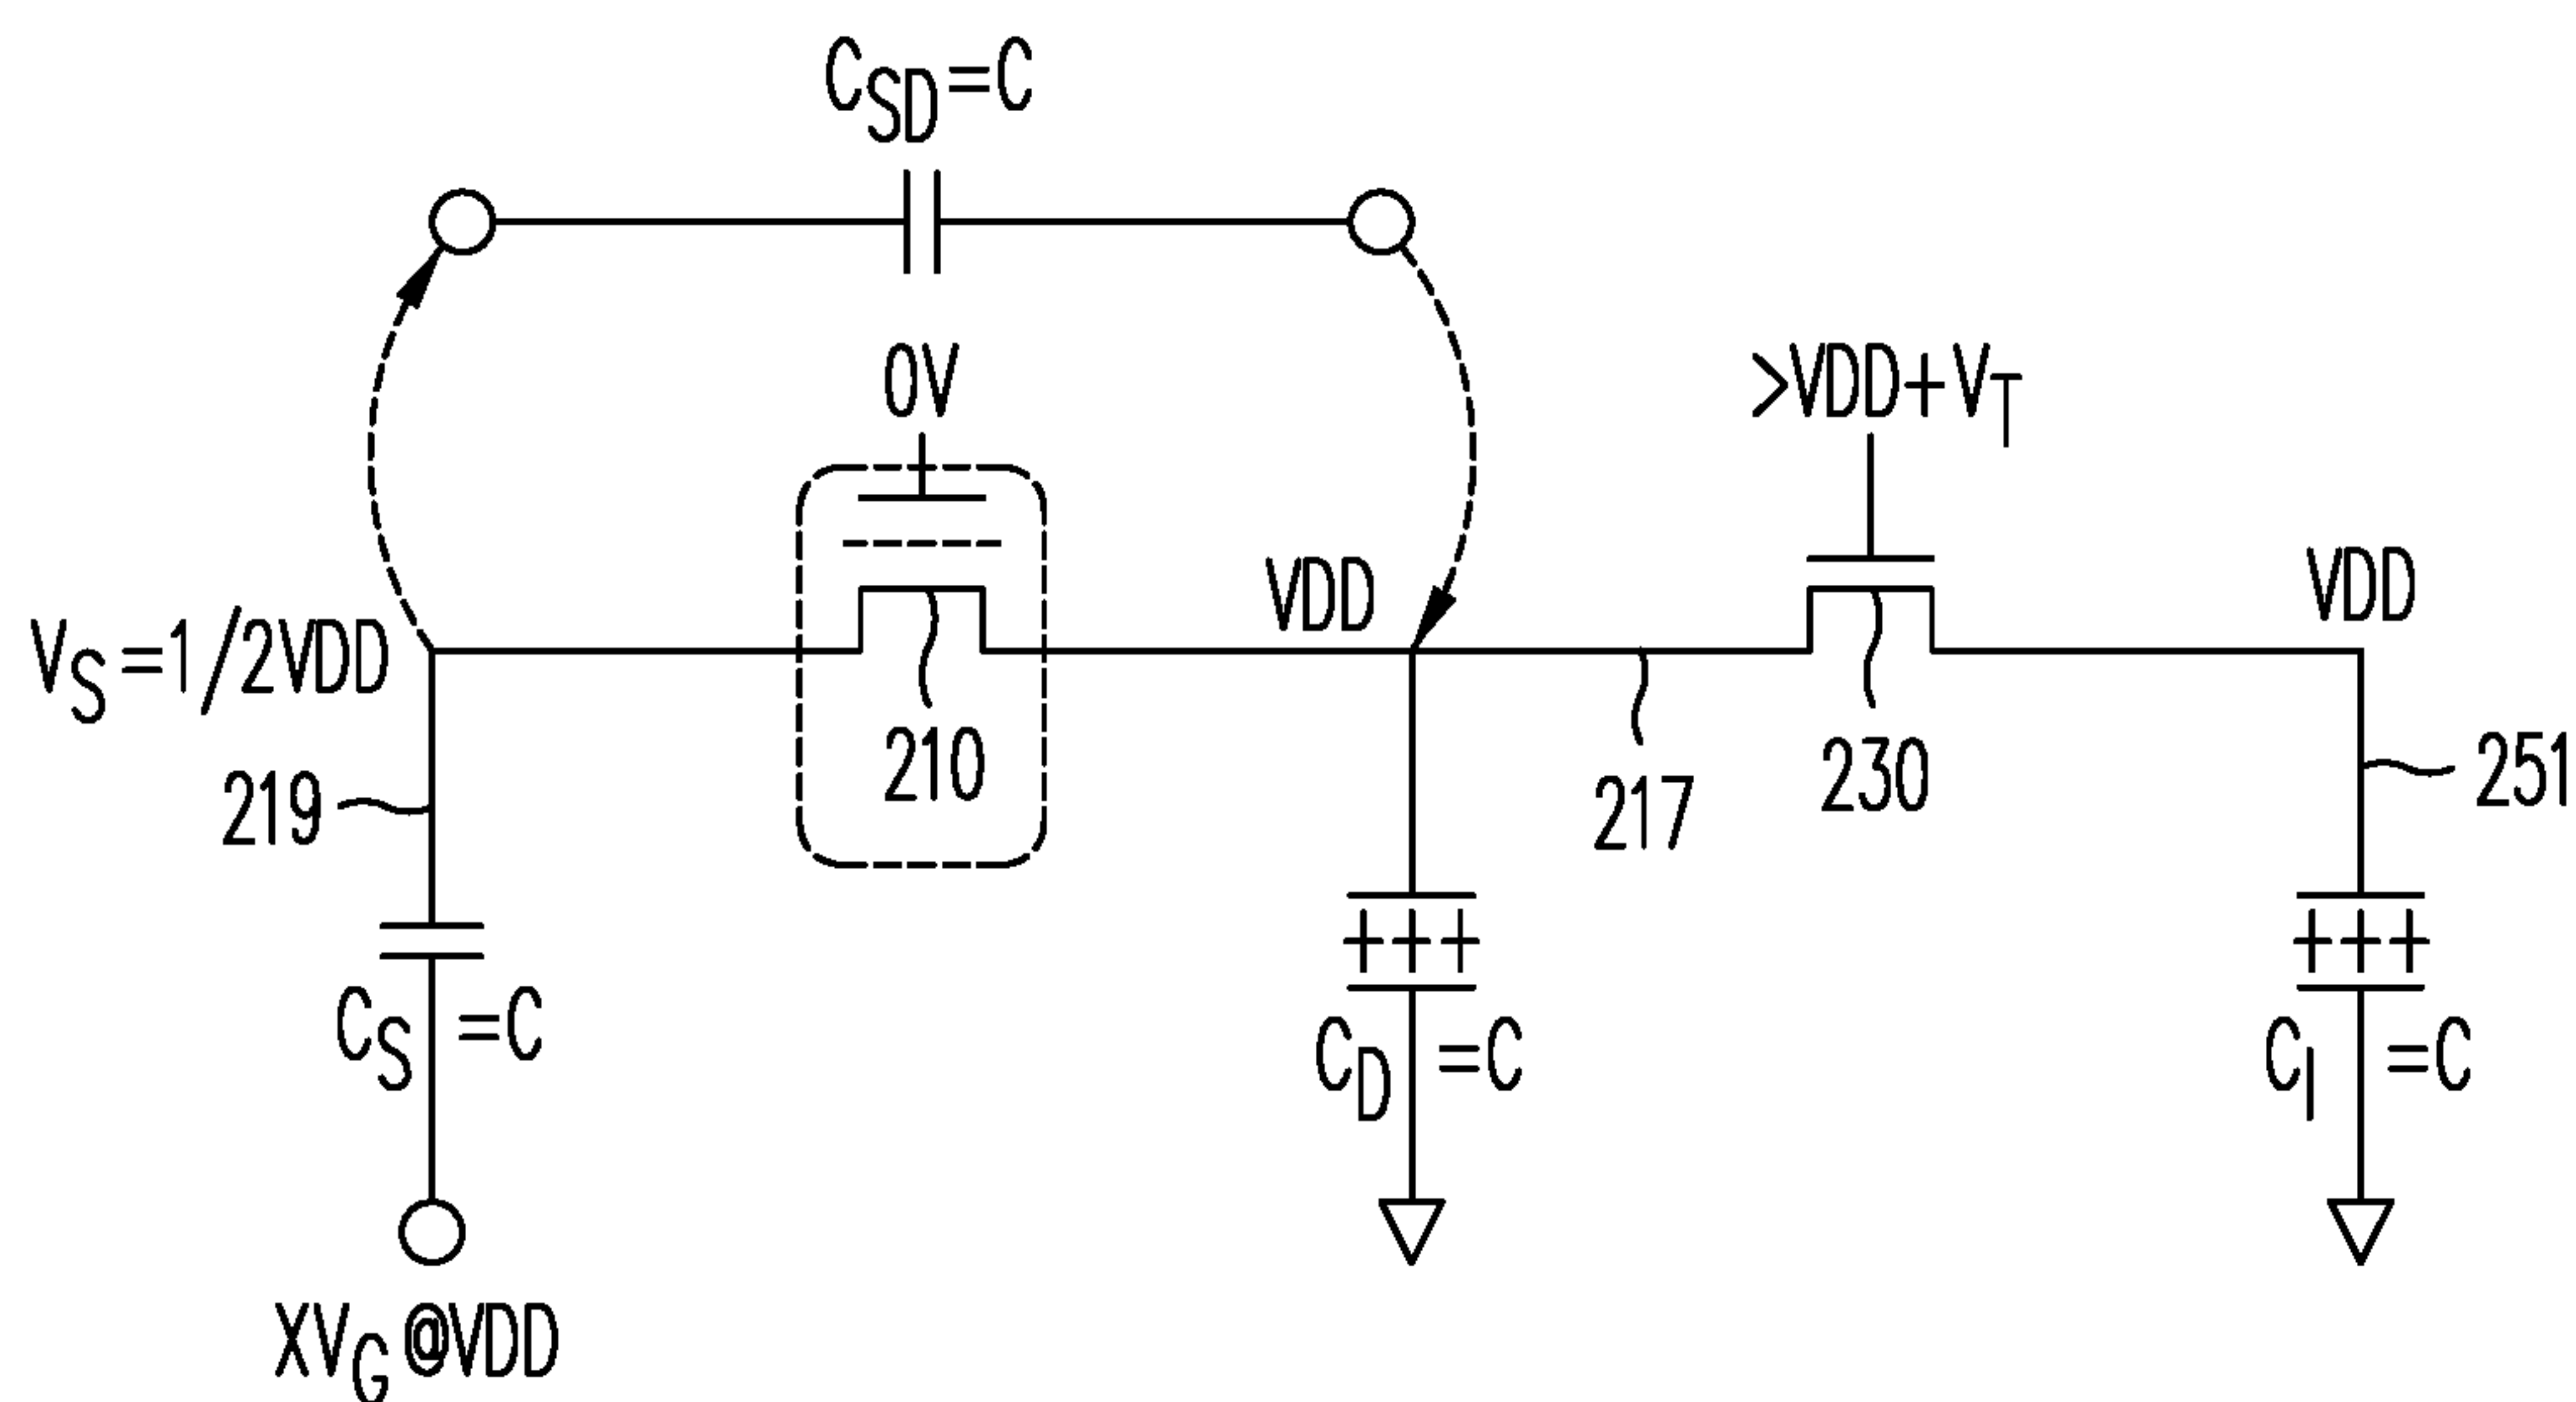 C_SD=C
0V
>VDD+V_T
VDD
VDD
V_S=1/2VDD
219
210
217
230
251
C_S=C
C_D=C
C_I=C
XV_G@VDD